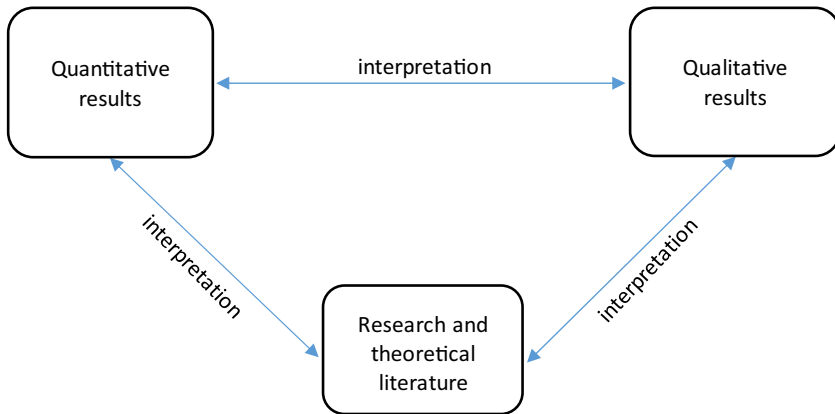 Quantitative
results
interpretation
Qualitative
results
interpretation
interpretation
Research and
theoretical
literature